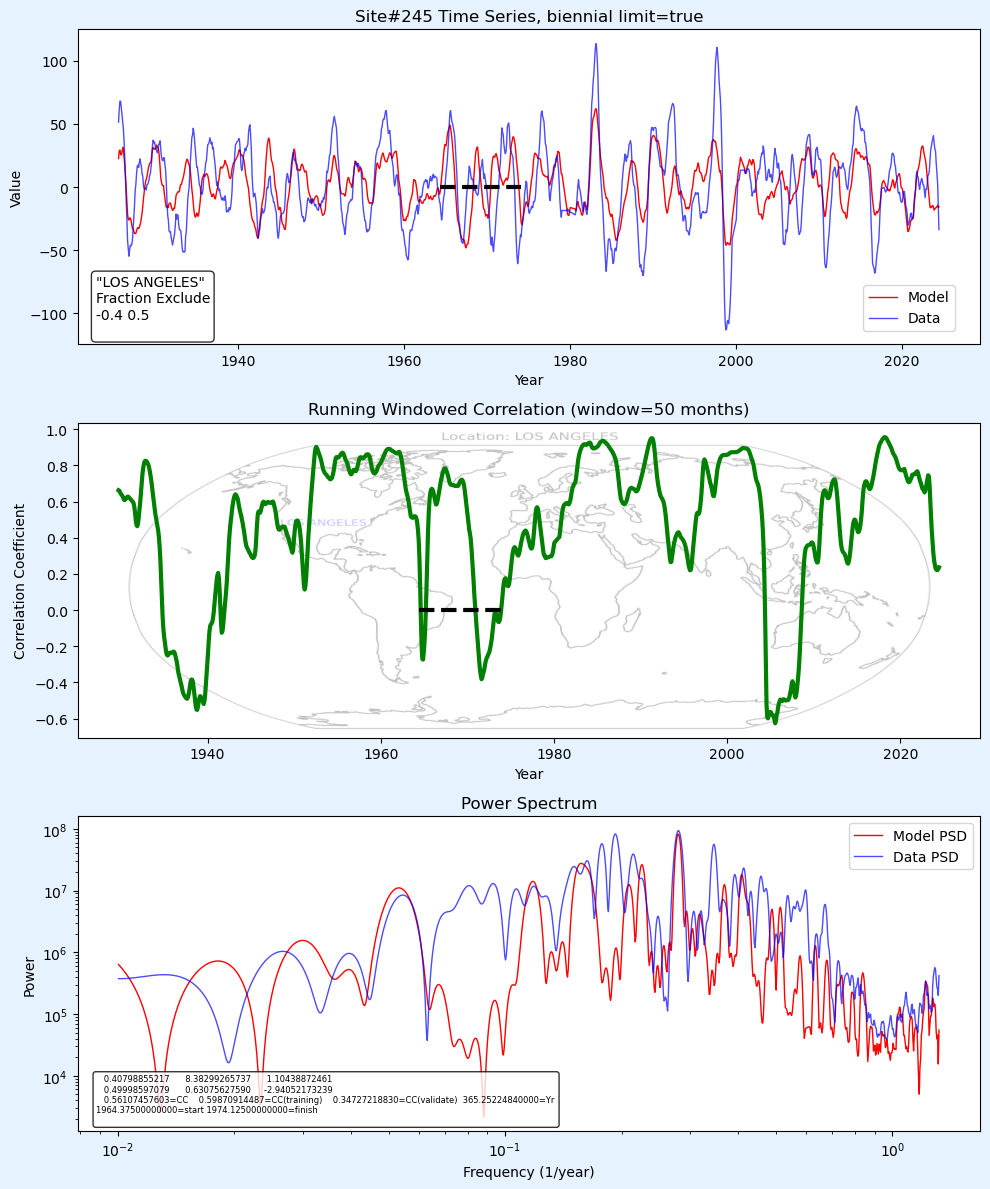 Site#245 Time Series, biennial limit=true
100
50
0
−50
−100
Value
"LOS ANGELES"
Fraction Exclude
-0.4 0.5
Model
Data
1940
1960
1980
2000
2020
Year
Running Windowed Correlation (window=50 months)
Location: LOS ANGELES
LOS ANGELES
1.0
0.8
0.6
0.4
0.2
0.0
−0.2
−0.4
−0.6
Correlation Coefficient
1940
1960
1980
2000
2020
Year
Power Spectrum
10^8
10^7
10^6
10^5
10^4
Power
Model PSD
Data PSD
0.40798855217 8.38299265737 1.10438872461
0.49998597079 0.63075627590 -2.94052173239
0.56107457603=CC 0.59870914487=CC(training) 0.34727218830=CC(validate) 365.25224840000=Yr
1964.37500000000=start 1974.12500000000=finish
10^−2
10^−1
10^0
Frequency (1/year)